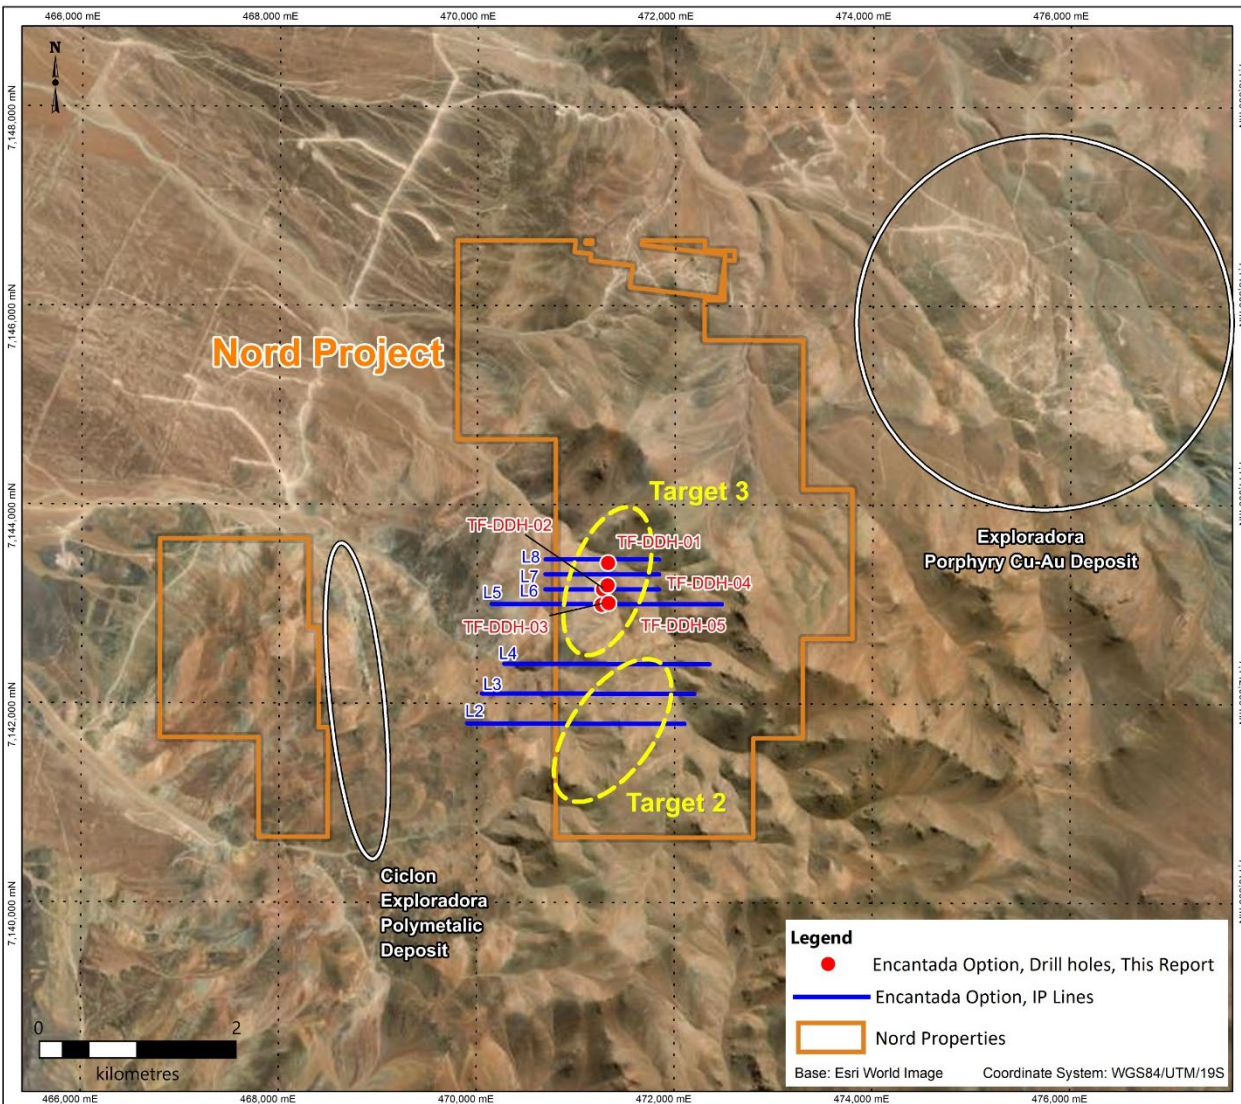 466,000 mE
468,000 mE
470,000 mE
472,000 mE
474,000 mE
476,000 mE
N
7,148,000 mN
7,146,000 mN
7,144,000 mN
7,142,000 mN
7,140,000 mN
Nord Project
Target 3
TF-DDH-02
TF-DDH-01
L8
L7
L6
L5
TF-DDH-04
TF-DDH-03
TF-DDH-05
L4
L3
L2
Target 2
Exploradora
Porphyry Cu-Au Deposit
Ciclon
Exploradora
Polymetalic
Deposit
0 2
kilometres
Legend
Encantada Option, Drill holes, This Report
Encantada Option, IP Lines
Nord Properties
Base: Esri World Image Coordinate System: WGS84/UTM/19S
466,000 mE
468,000 mE
470,000 mE
472,000 mE
474,000 mE
476,000 mE